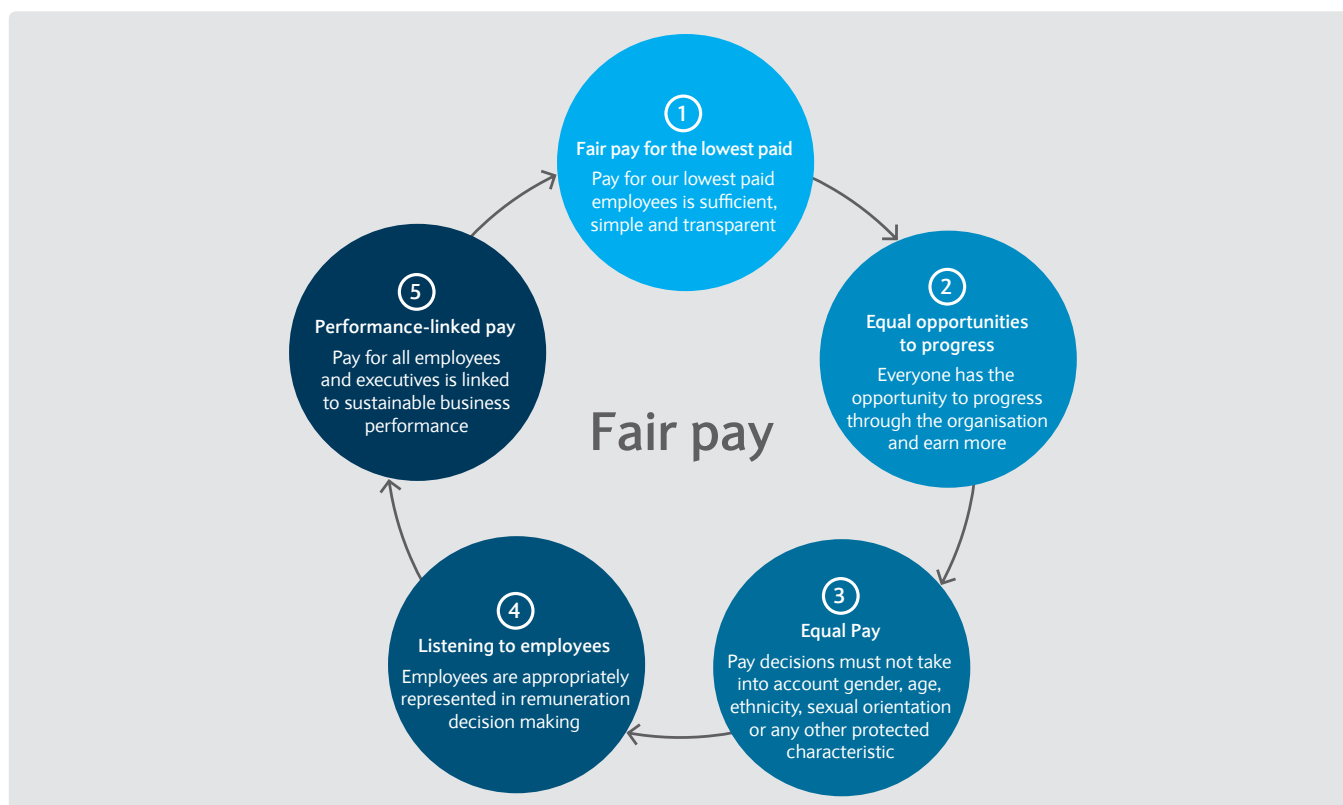 1
Fair pay for the lowest paid
Pay for our lowest paid
employees is sufficient,
simple and transparent
2
Equal opportunities
to progress
Everyone has the
opportunity to progress
through the organisation
and earn more
3
Equal Pay
Pay decisions must not take
into account gender, age,
ethnicity, sexual orientation
or any other protected
characteristic
4
Listening to employees
Employees are appropriately
represented in remuneration
decision making
5
Performance-linked pay
Pay for all employees
and executives is linked
to sustainable business
performance
Fair pay